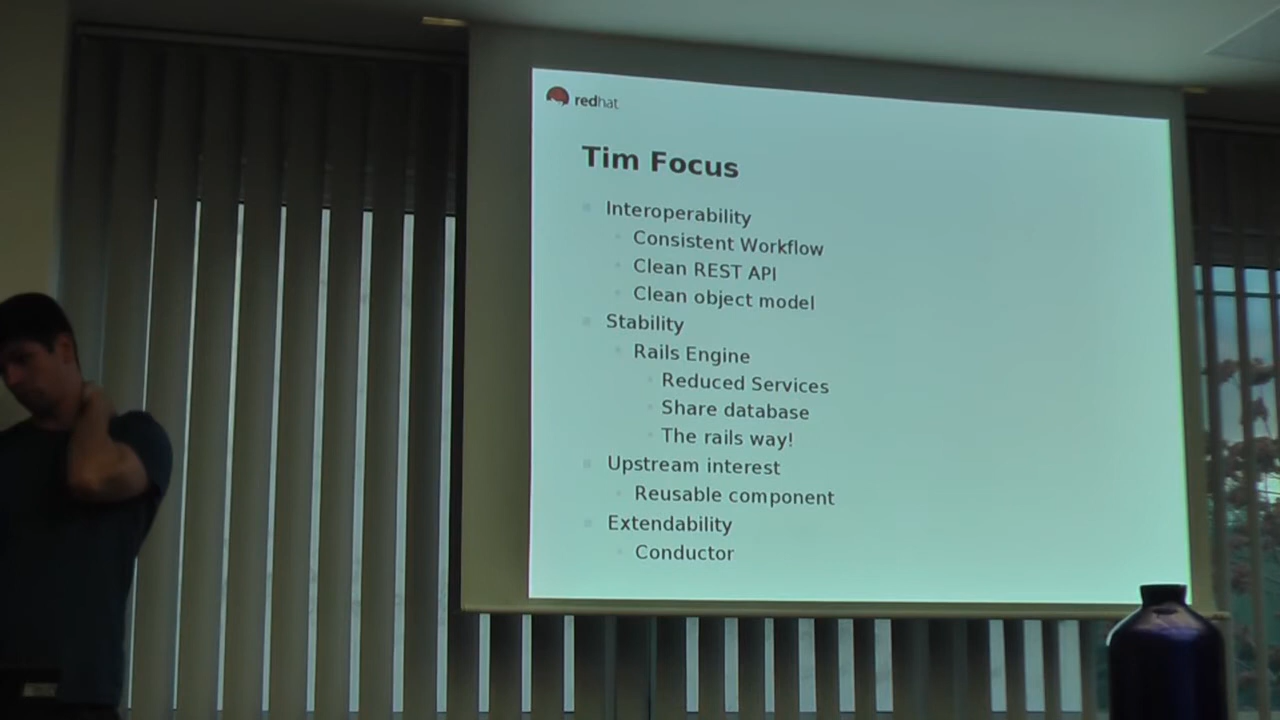 redhat
Tim Focus
Interoperability
Consistent Workflow
Clean REST API
Clean object model
Stability
Rails Engine
Reduced Services
Share database
The rails way!
Upstream interest
Reusable component
Extendability
Conductor